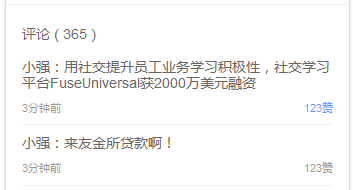 评论（365）
小强：用社交提升员工业务学习积极性，社交学习
平台FuseUniversal获2000万美元融资
3分钟前 123赞
小强：来友金所贷款啊！
3分钟前 123赞